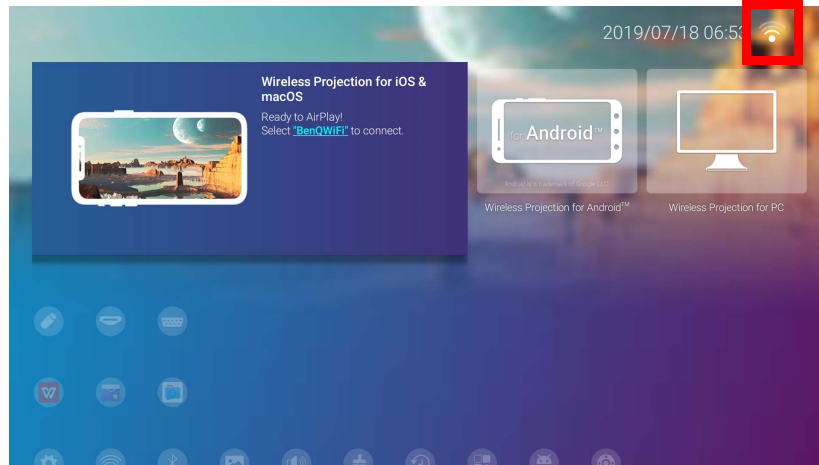 2019/07/18 06:53
Wireless Projection for iOS &
macOS
Ready to AirPlay!
Select "BenQWiFi" to connect.
for Android™
Android is a trademark of Google LLC.
Wireless Projection for Android™
Wireless Projection for PC
W